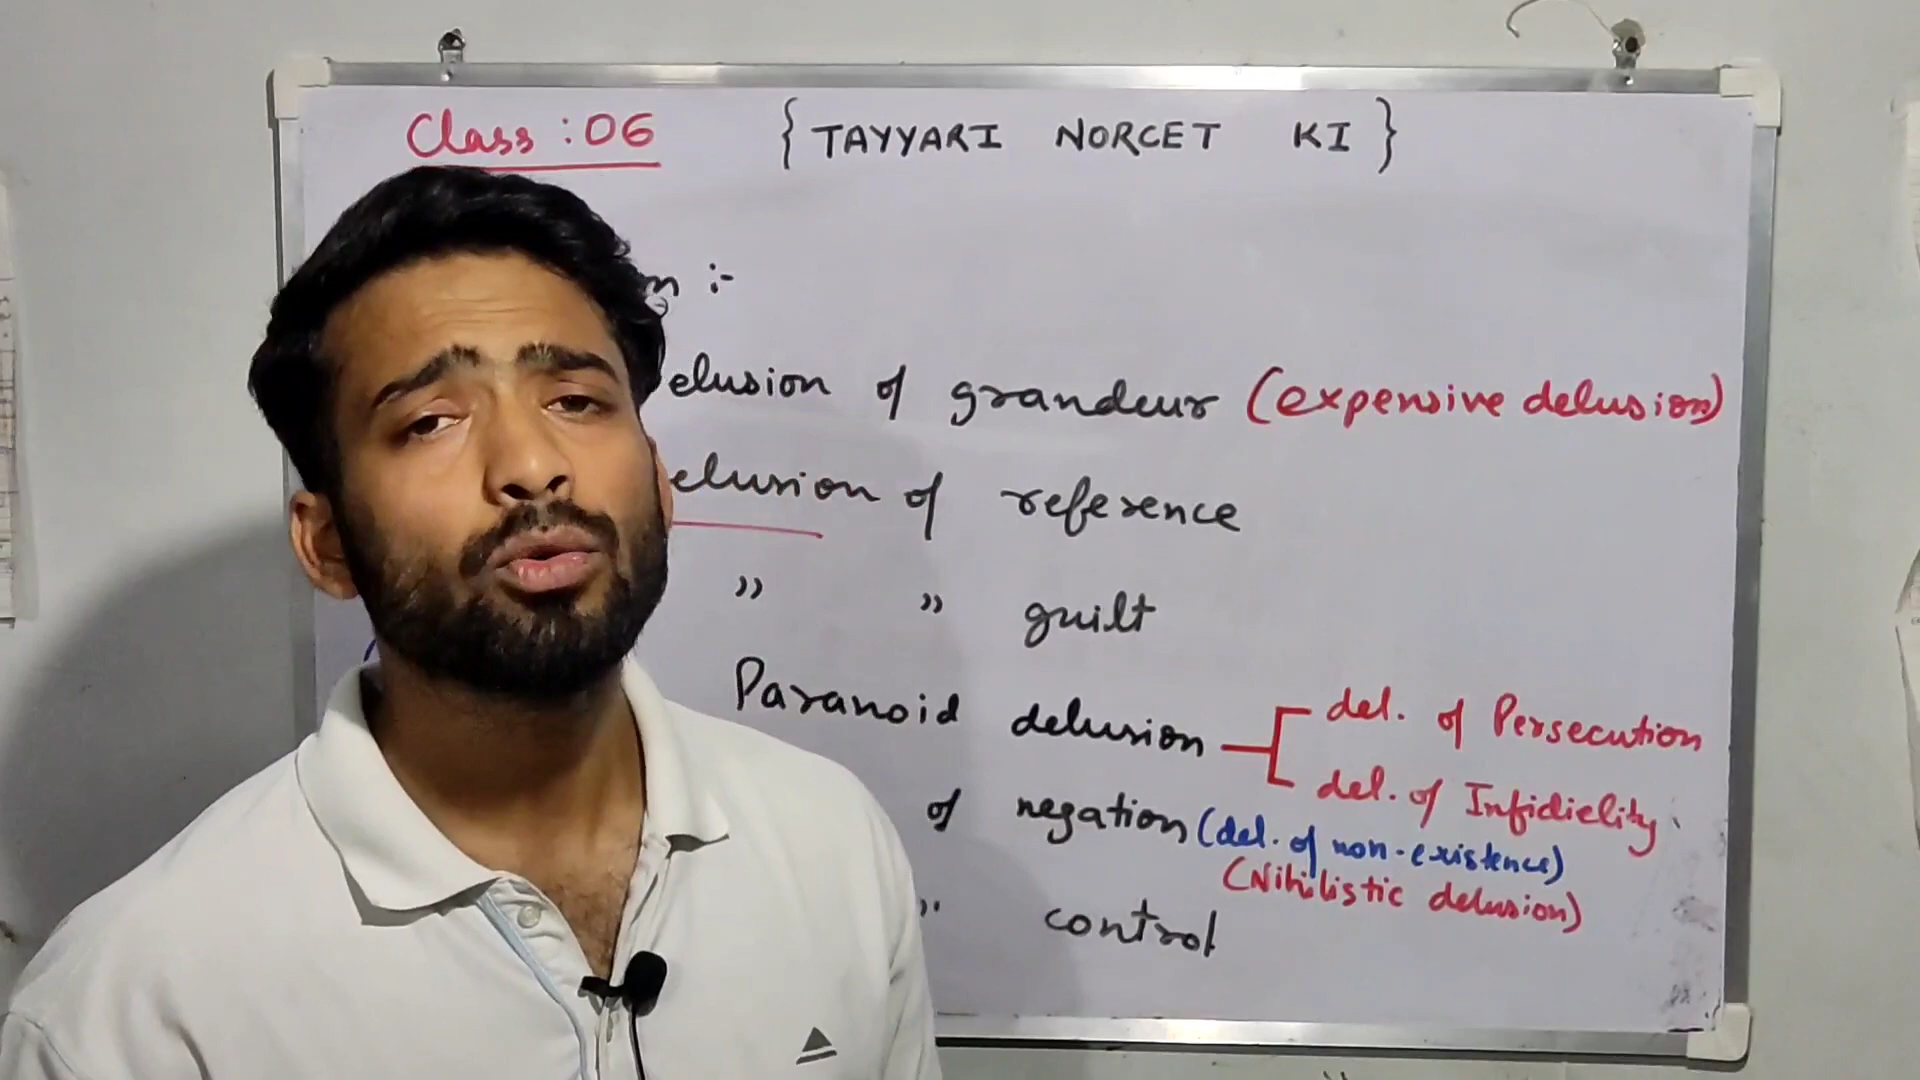 Class : 06 { TAYYARI NORCET KI }
:-
elusion of grandeur (expensive delusion)
elusion of reference
" " guilt
Paranoid delusion del. of Persecution
del. of Infidielity
of negation (del. of non-existence)
(Nihilistic delusion)
" control